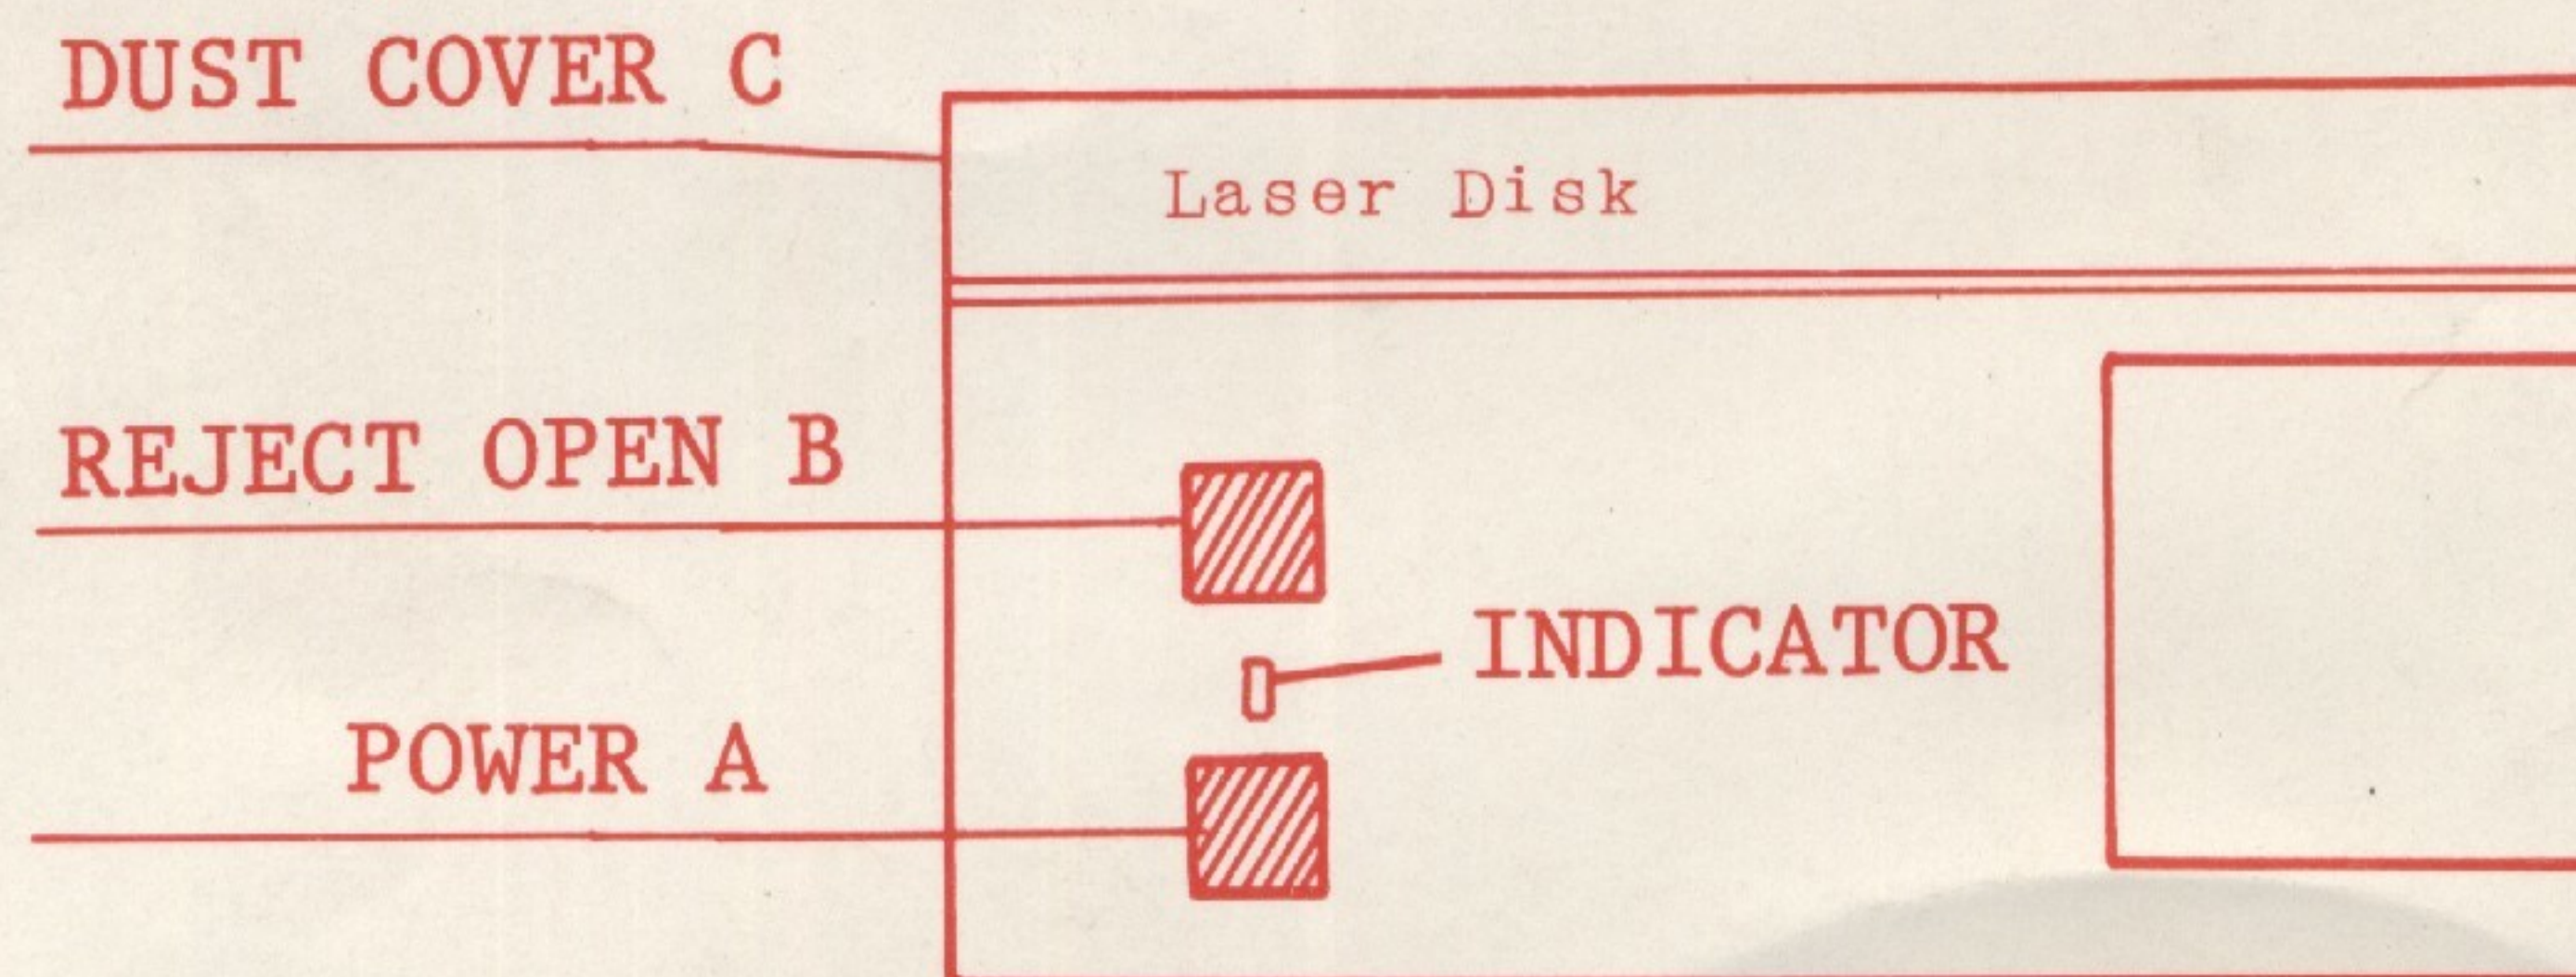 DUST COVER C
Laser Disk
REJECT OPEN B
INDICATOR
POWER A